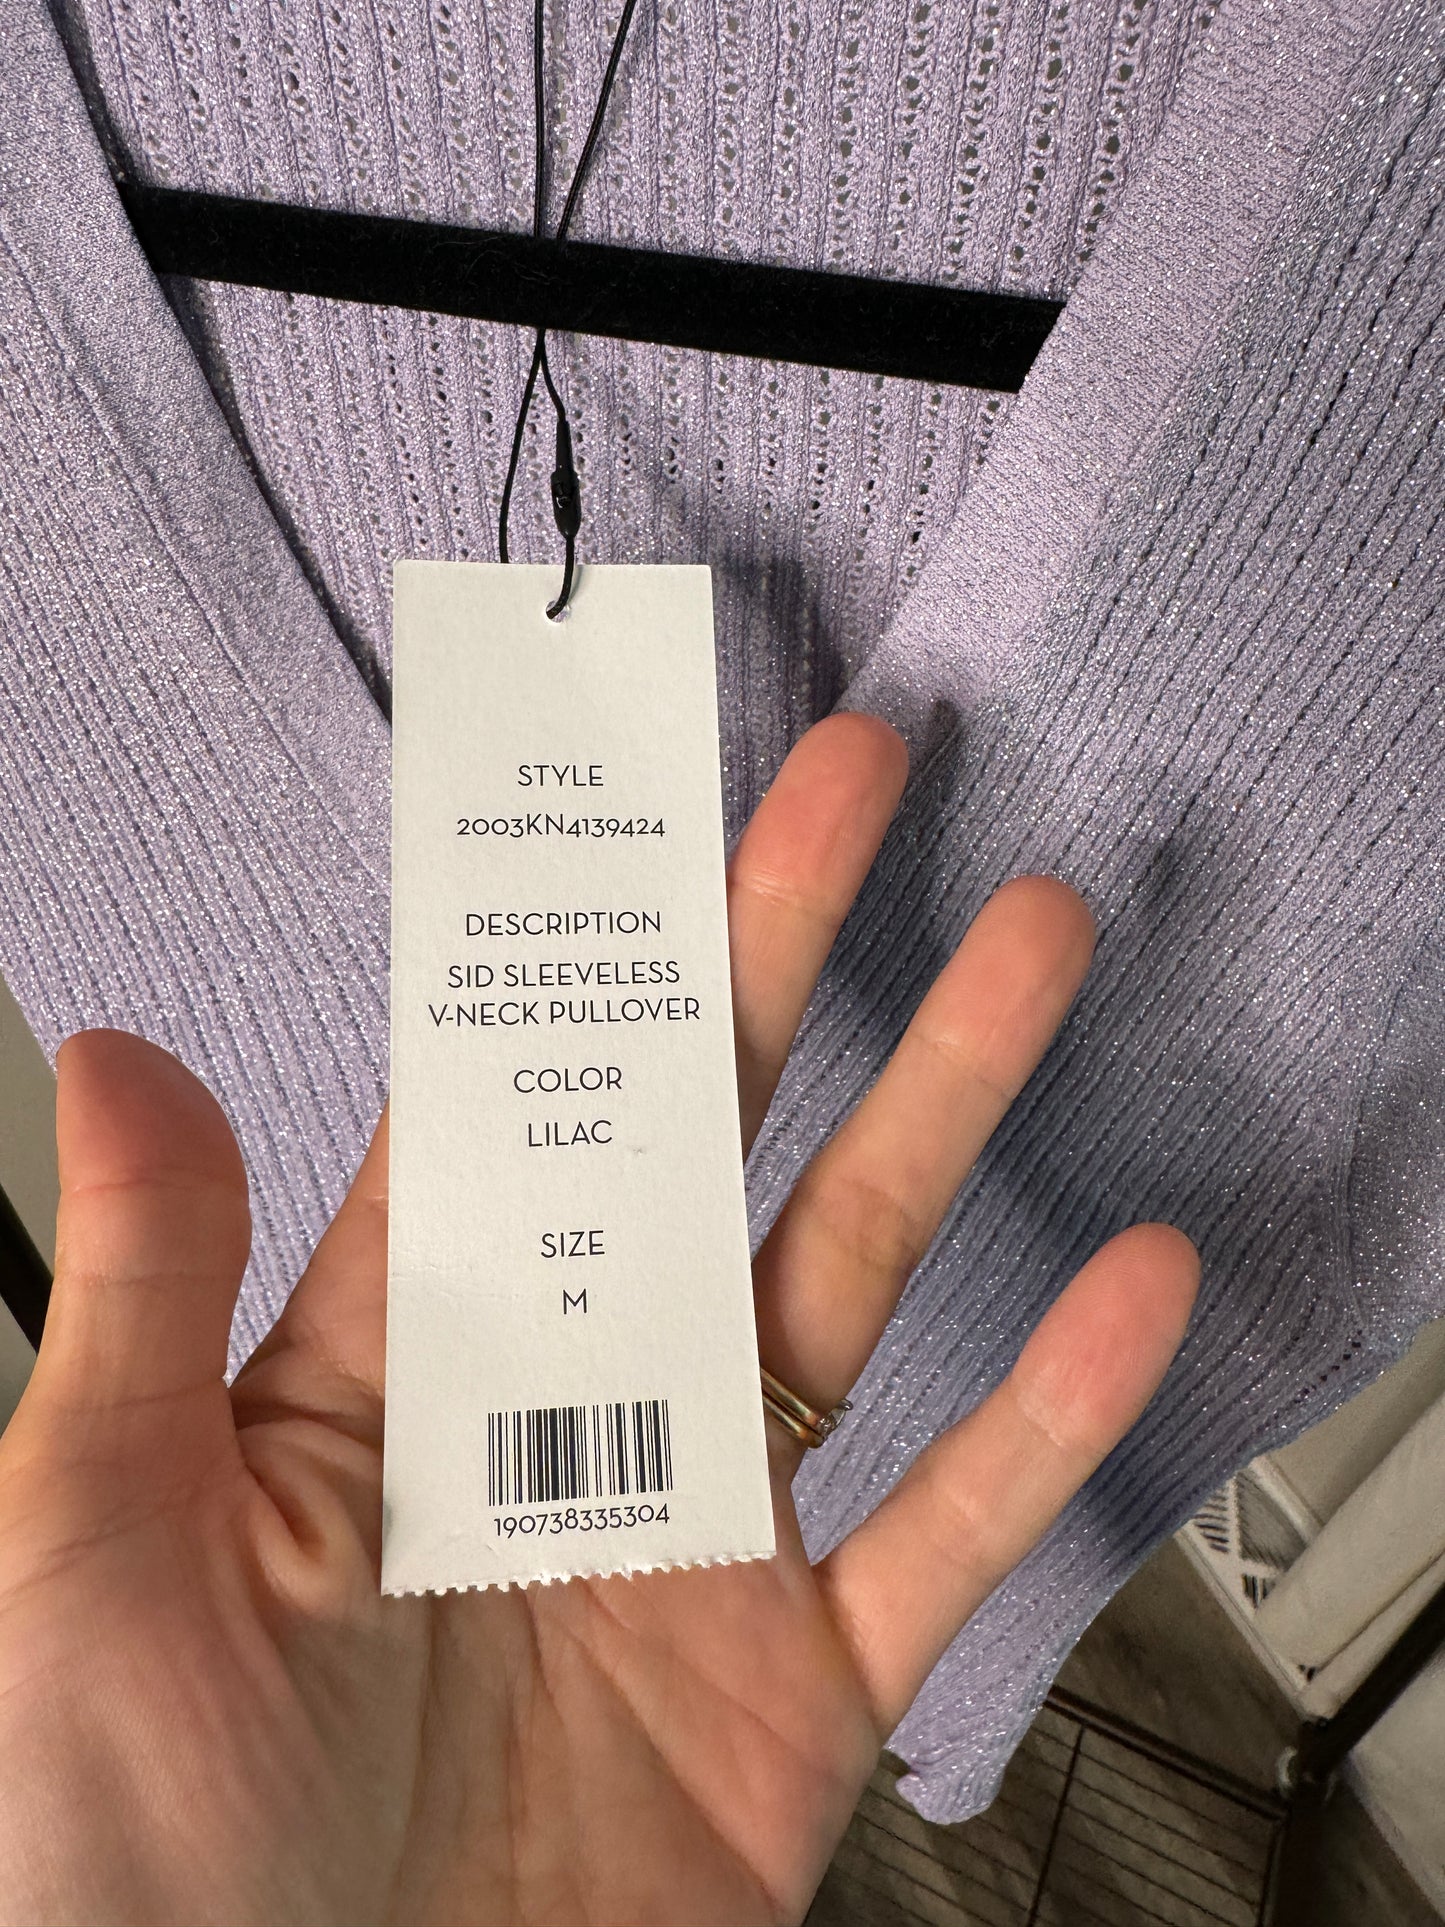 STYLE
2003KN4139424
DESCRIPTION
SID SLEEVELESS
V-NECK PULLOVER
COLOR
LILAC
SIZE
M
190738335304